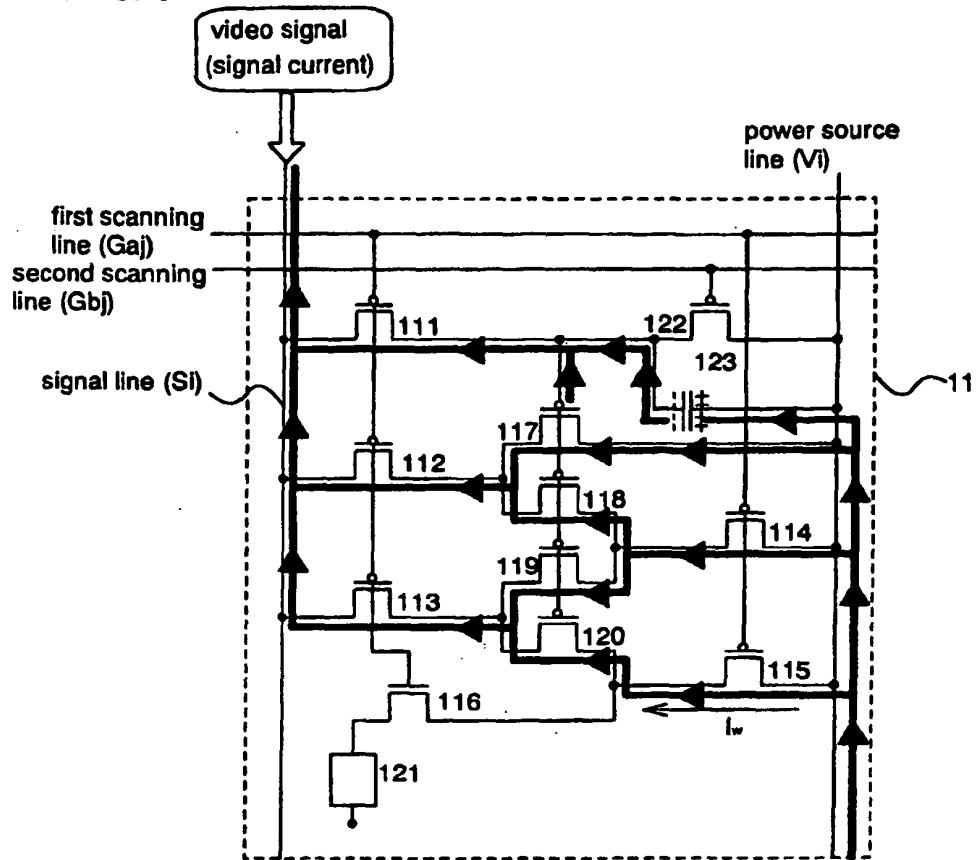 video signal
(signal current)
power source
line (Vi)
first scanning
line (Gaj)
second scanning
line (Gbj)
111
122
123
signal line (Si)
11
117
112
118
114
119
113
120
115
116
Iw
121